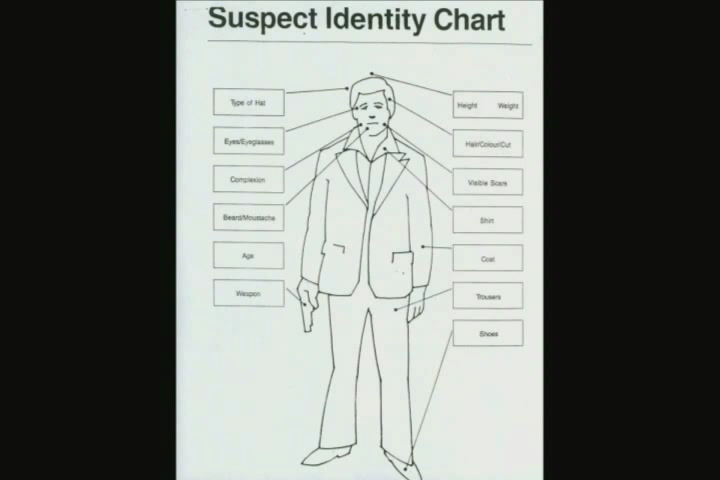 Suspect Identity Chart
Type of Hat
Eyes/Eyeglasses
Complexion
Beard/Moustache
Age
Weapon
Height Weight
Hair/Colour/Cut
Visible Scars
Shirt
Coat
Trousers
Shoes